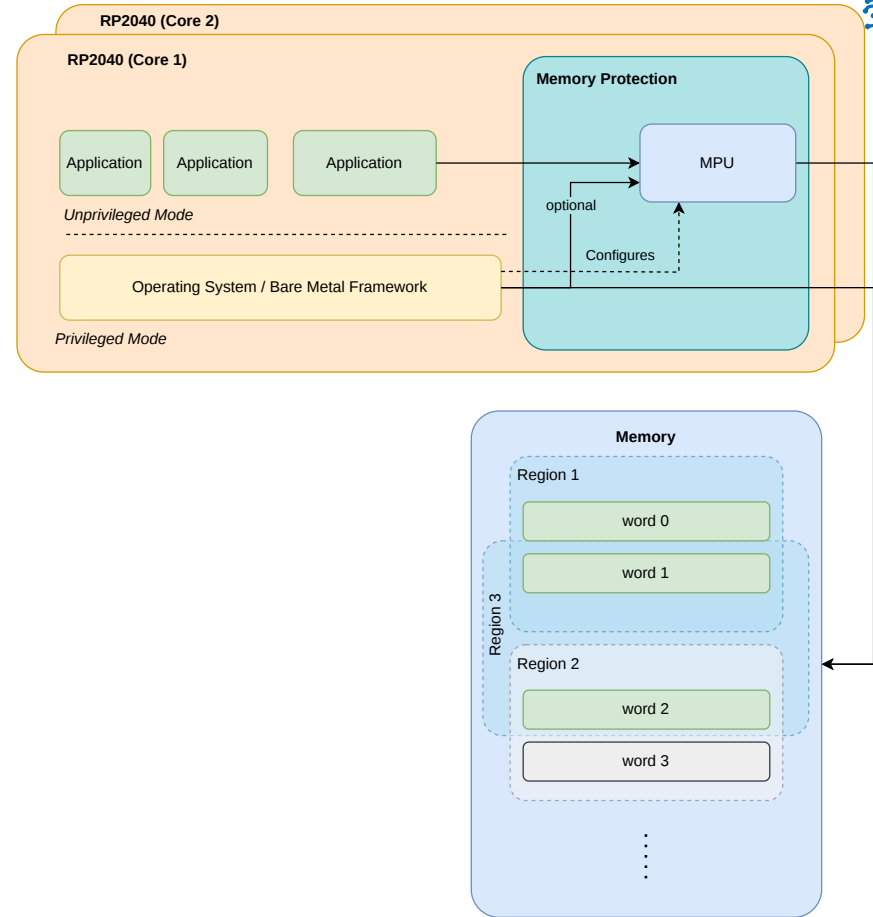 RP2040 (Core 2)
RP2040 (Core 1)
Memory Protection
Application
Application
Application
MPU
Unprivileged Mode
optional
Configures
Operating System / Bare Metal Framework
Privileged Mode
Memory
Region 1
word 0
word 1
Region 3
Region 2
word 2
word 3